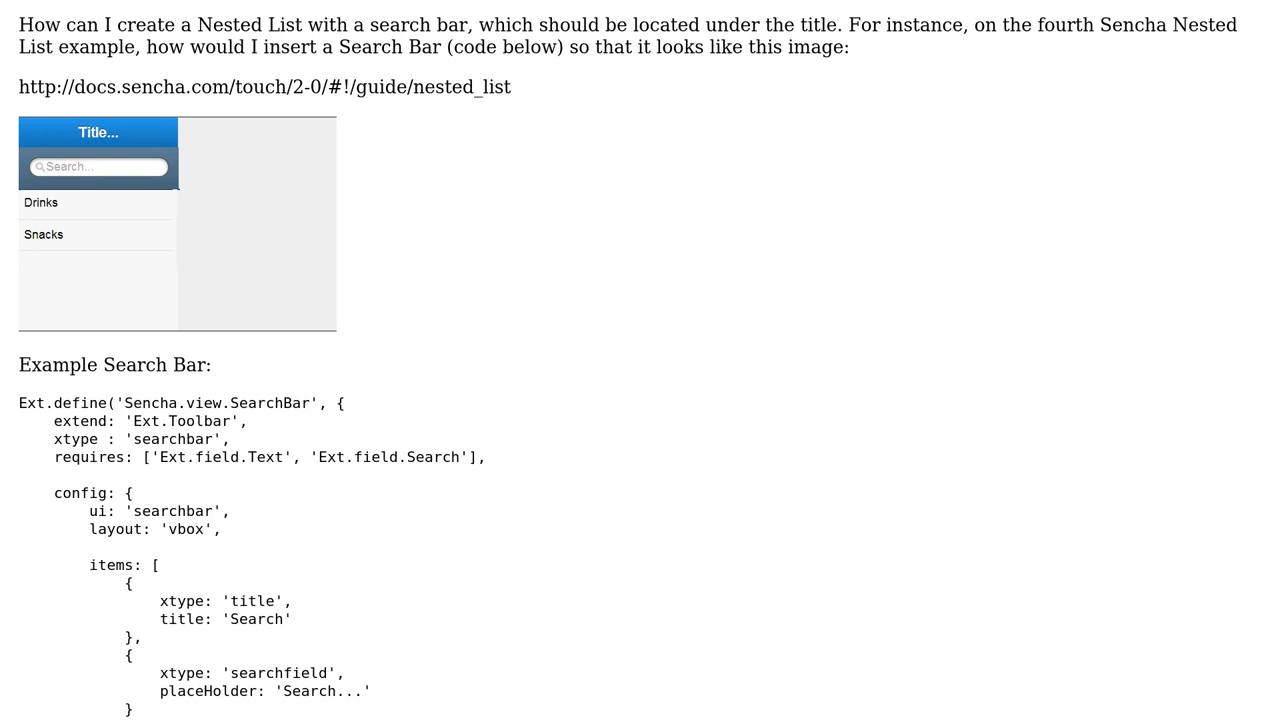 How can I create a Nested List with a search bar, which should be located under the title. For instance, on the fourth Sencha Nested
List example, how would I insert a Search Bar (code below) so that it looks like this image:
http://docs.sencha.com/touch/2-0/#!/guide/nested_list
Title...
Search...
Drinks
Snacks
Example Search Bar:
Ext.define('Sencha.view.SearchBar', {
    extend: 'Ext.Toolbar',
    xtype : 'searchbar',
    requires: ['Ext.field.Text', 'Ext.field.Search'],
    config: {
        ui: 'searchbar',
        layout: 'vbox',
        items: [
            {
                xtype: 'title',
                title: 'Search'
            },
            {
                xtype: 'searchfield',
                placeHolder: 'Search...'
            }